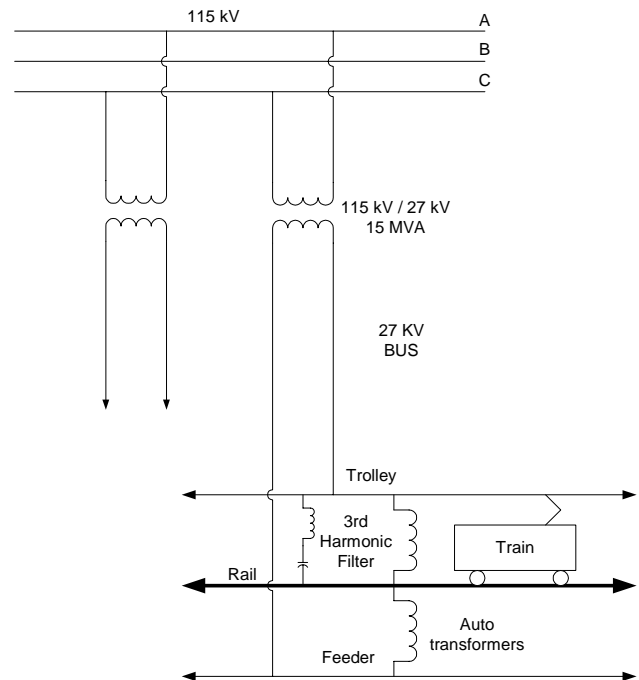 115 kV
A
B
C
115 kV / 27 kV
15 MVA
27 KV
BUS
Trolley
3rd
Harmonic
Filter
Train
Rail
Auto
transformers
Feeder